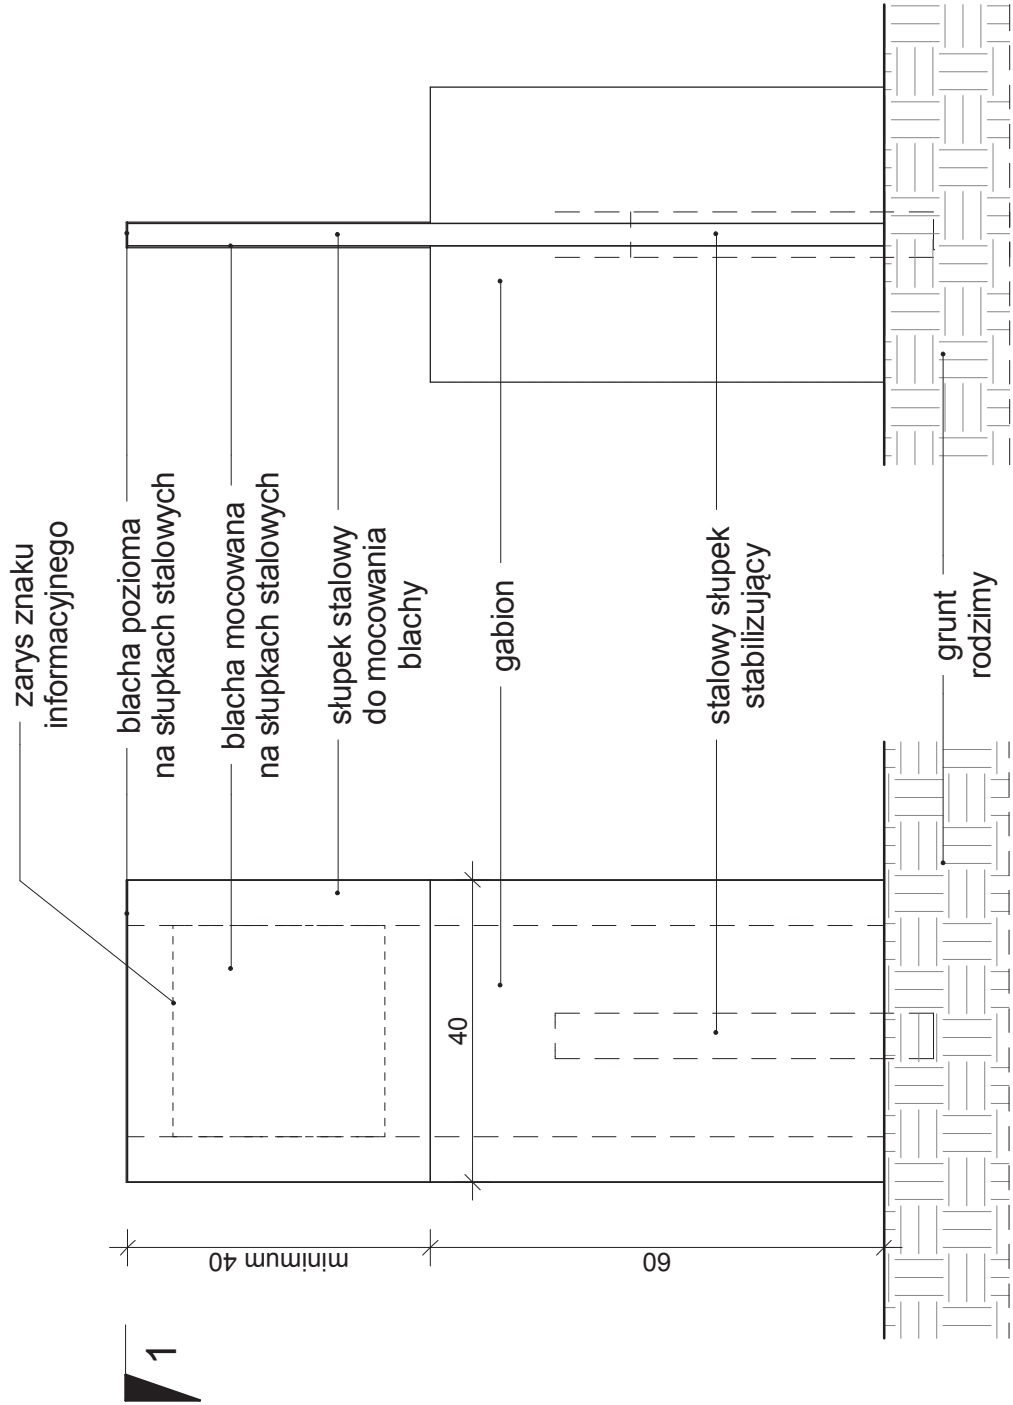 zarys znaku
informacyjnego
blacha pozioma
na słupkach stalowych
blacha mocowana
na słupkach stalowych
słupek stalowy
do mocowania
blachy
gabion
stalowy słupek
stabilizujący
grunt
rodzimy
40
minimum 40
60
1